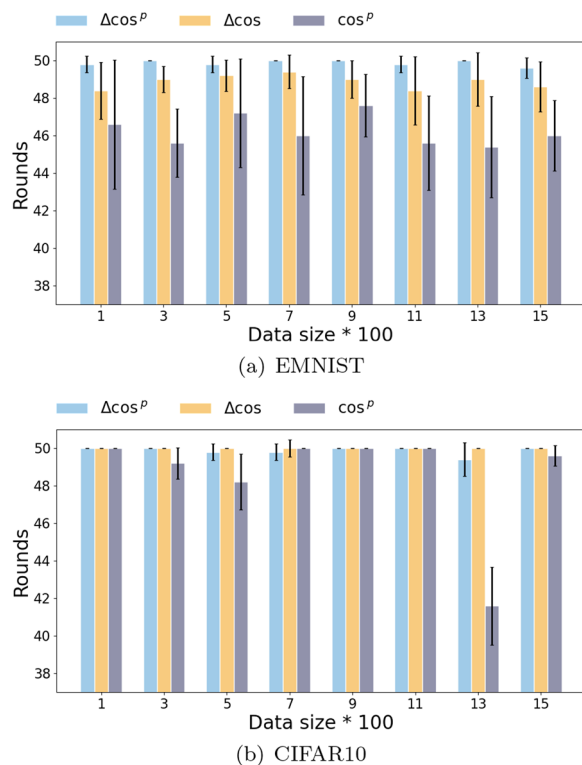 Δcos p Δcos cos p
50
48
46
44
42
40
38
Rounds
1 3 5 7 9 11 13 15
Data size * 100
(a) EMNIST
Δcos p Δcos cos p
50
48
46
44
42
40
38
Rounds
1 3 5 7 9 11 13 15
Data size * 100
(b) CIFAR10